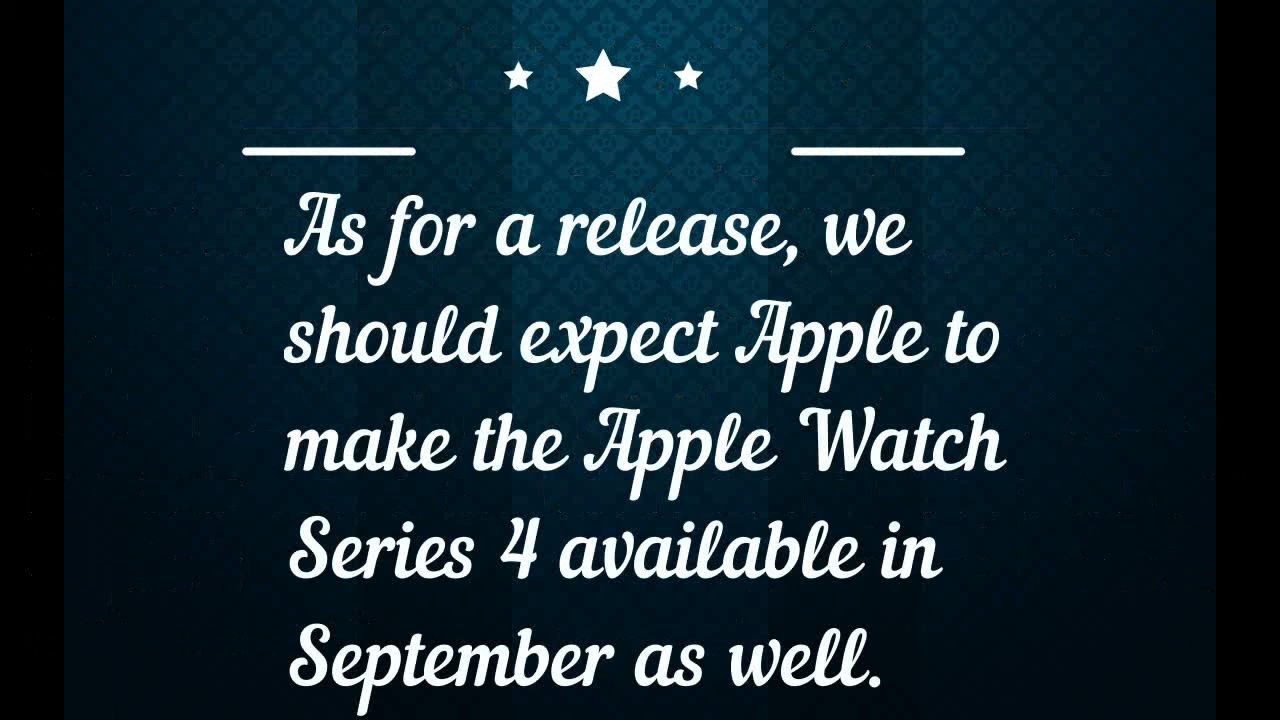 As for a release, we
should expect Apple to
make the Apple Watch
Series 4 available in
September as well.